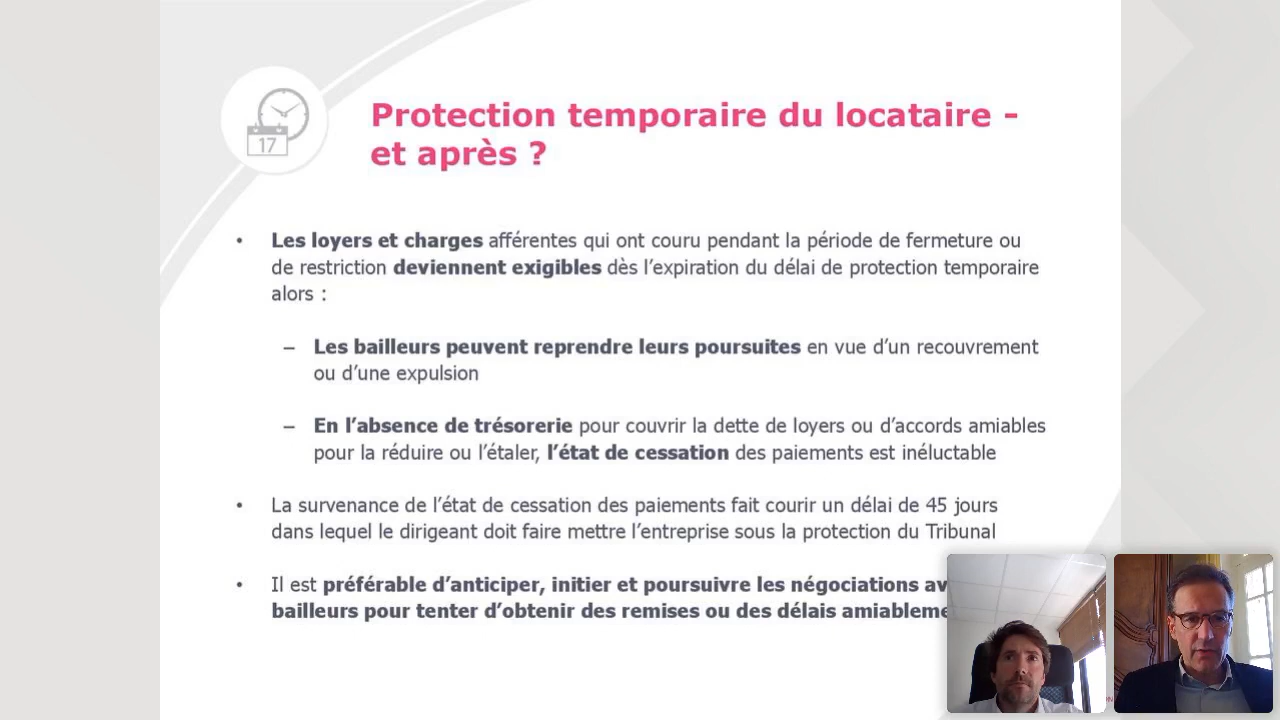 17
Protection temporaire du locataire -
et après ?
• Les loyers et charges afférentes qui ont couru pendant la période de fermeture ou
de restriction deviennent exigibles dès l'expiration du délai de protection temporaire
alors :
– Les bailleurs peuvent reprendre leurs poursuites en vue d'un recouvrement
ou d'une expulsion
– En l'absence de trésorerie pour couvrir la dette de loyers ou d'accords amiables
pour la réduire ou l'étaler, l'état de cessation des paiements est inéluctable
• La survenance de l'état de cessation des paiements fait courir un délai de 45 jours
dans lequel le dirigeant doit faire mettre l'entreprise sous la protection du Tribunal
• Il est préférable d'anticiper, initier et poursuivre les négociations
bailleurs pour tenter d'obtenir des remises ou des délais